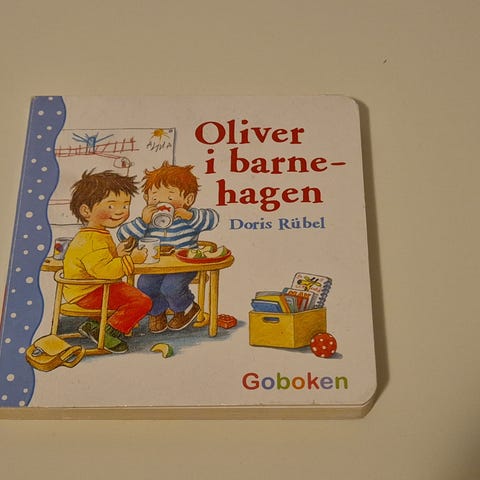 Oliver
i barne-
hagen
Doris Rübel
Goboken